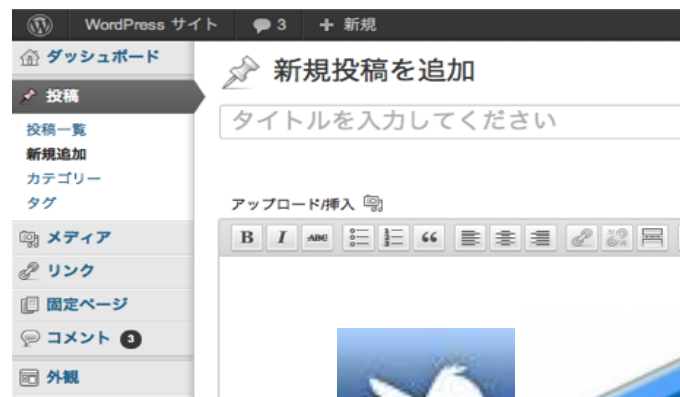 WordPress サイト 3 + 新規
ダッシュボード
投稿
投稿一覧
新規追加
カテゴリー
タグ
メディア
リンク
固定ページ
コメント 3
外観
新規投稿を追加
タイトルを入力してください
アップロード/挿入
B I ABC